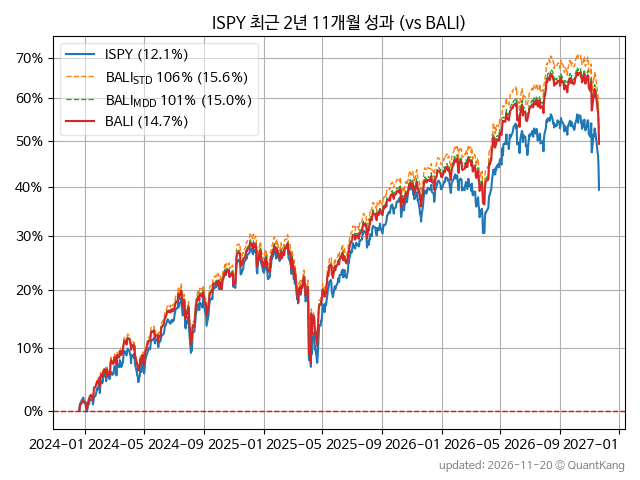 ISPY 최근 2년 11개월 성과 (vs BALI)
ISPY (12.1%)
BALI_STD 106% (15.6%)
BALI_MDD 101% (15.0%)
BALI (14.7%)
70%
60%
50%
40%
30%
20%
10%
0%
2024-01 2024-05 2024-09 2025-01 2025-05 2025-09 2026-01 2026-05 2026-09 2027-01
updated: 2026-11-20 © QuantKang